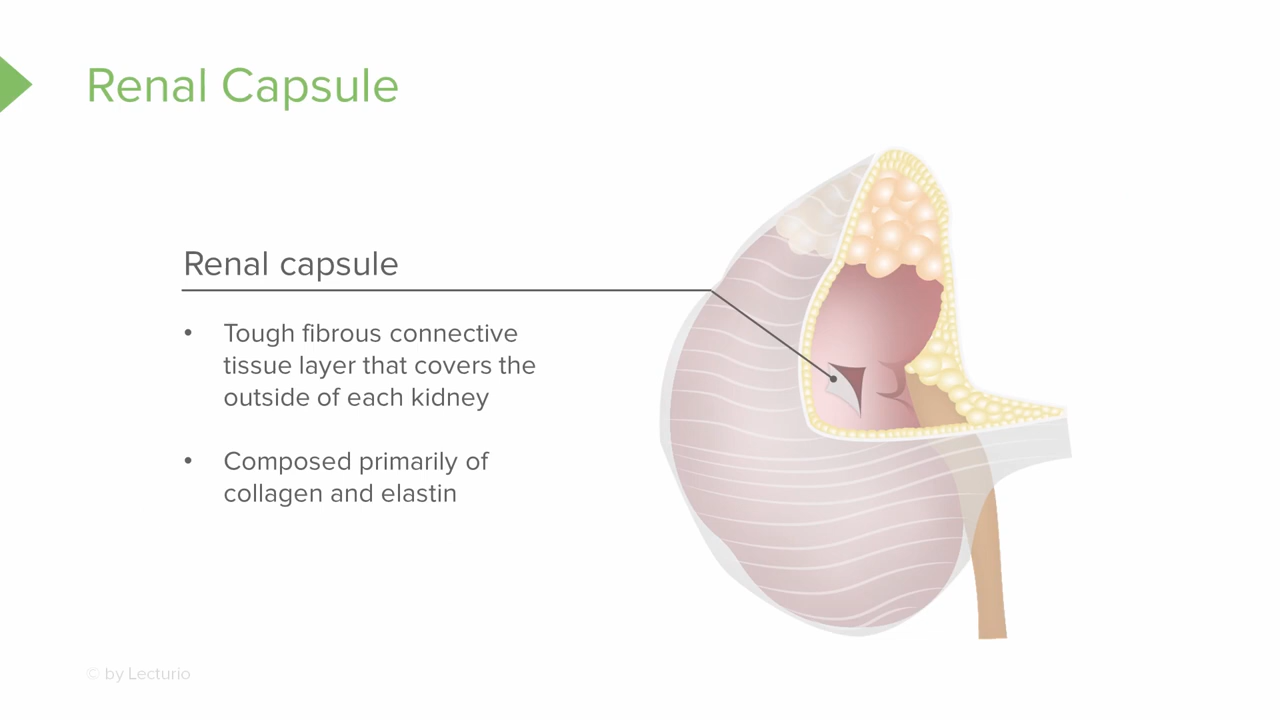 Renal Capsule
Renal capsule
• Tough fibrous connective
tissue layer that covers the
outside of each kidney
• Composed primarily of
collagen and elastin
© by Lecturio